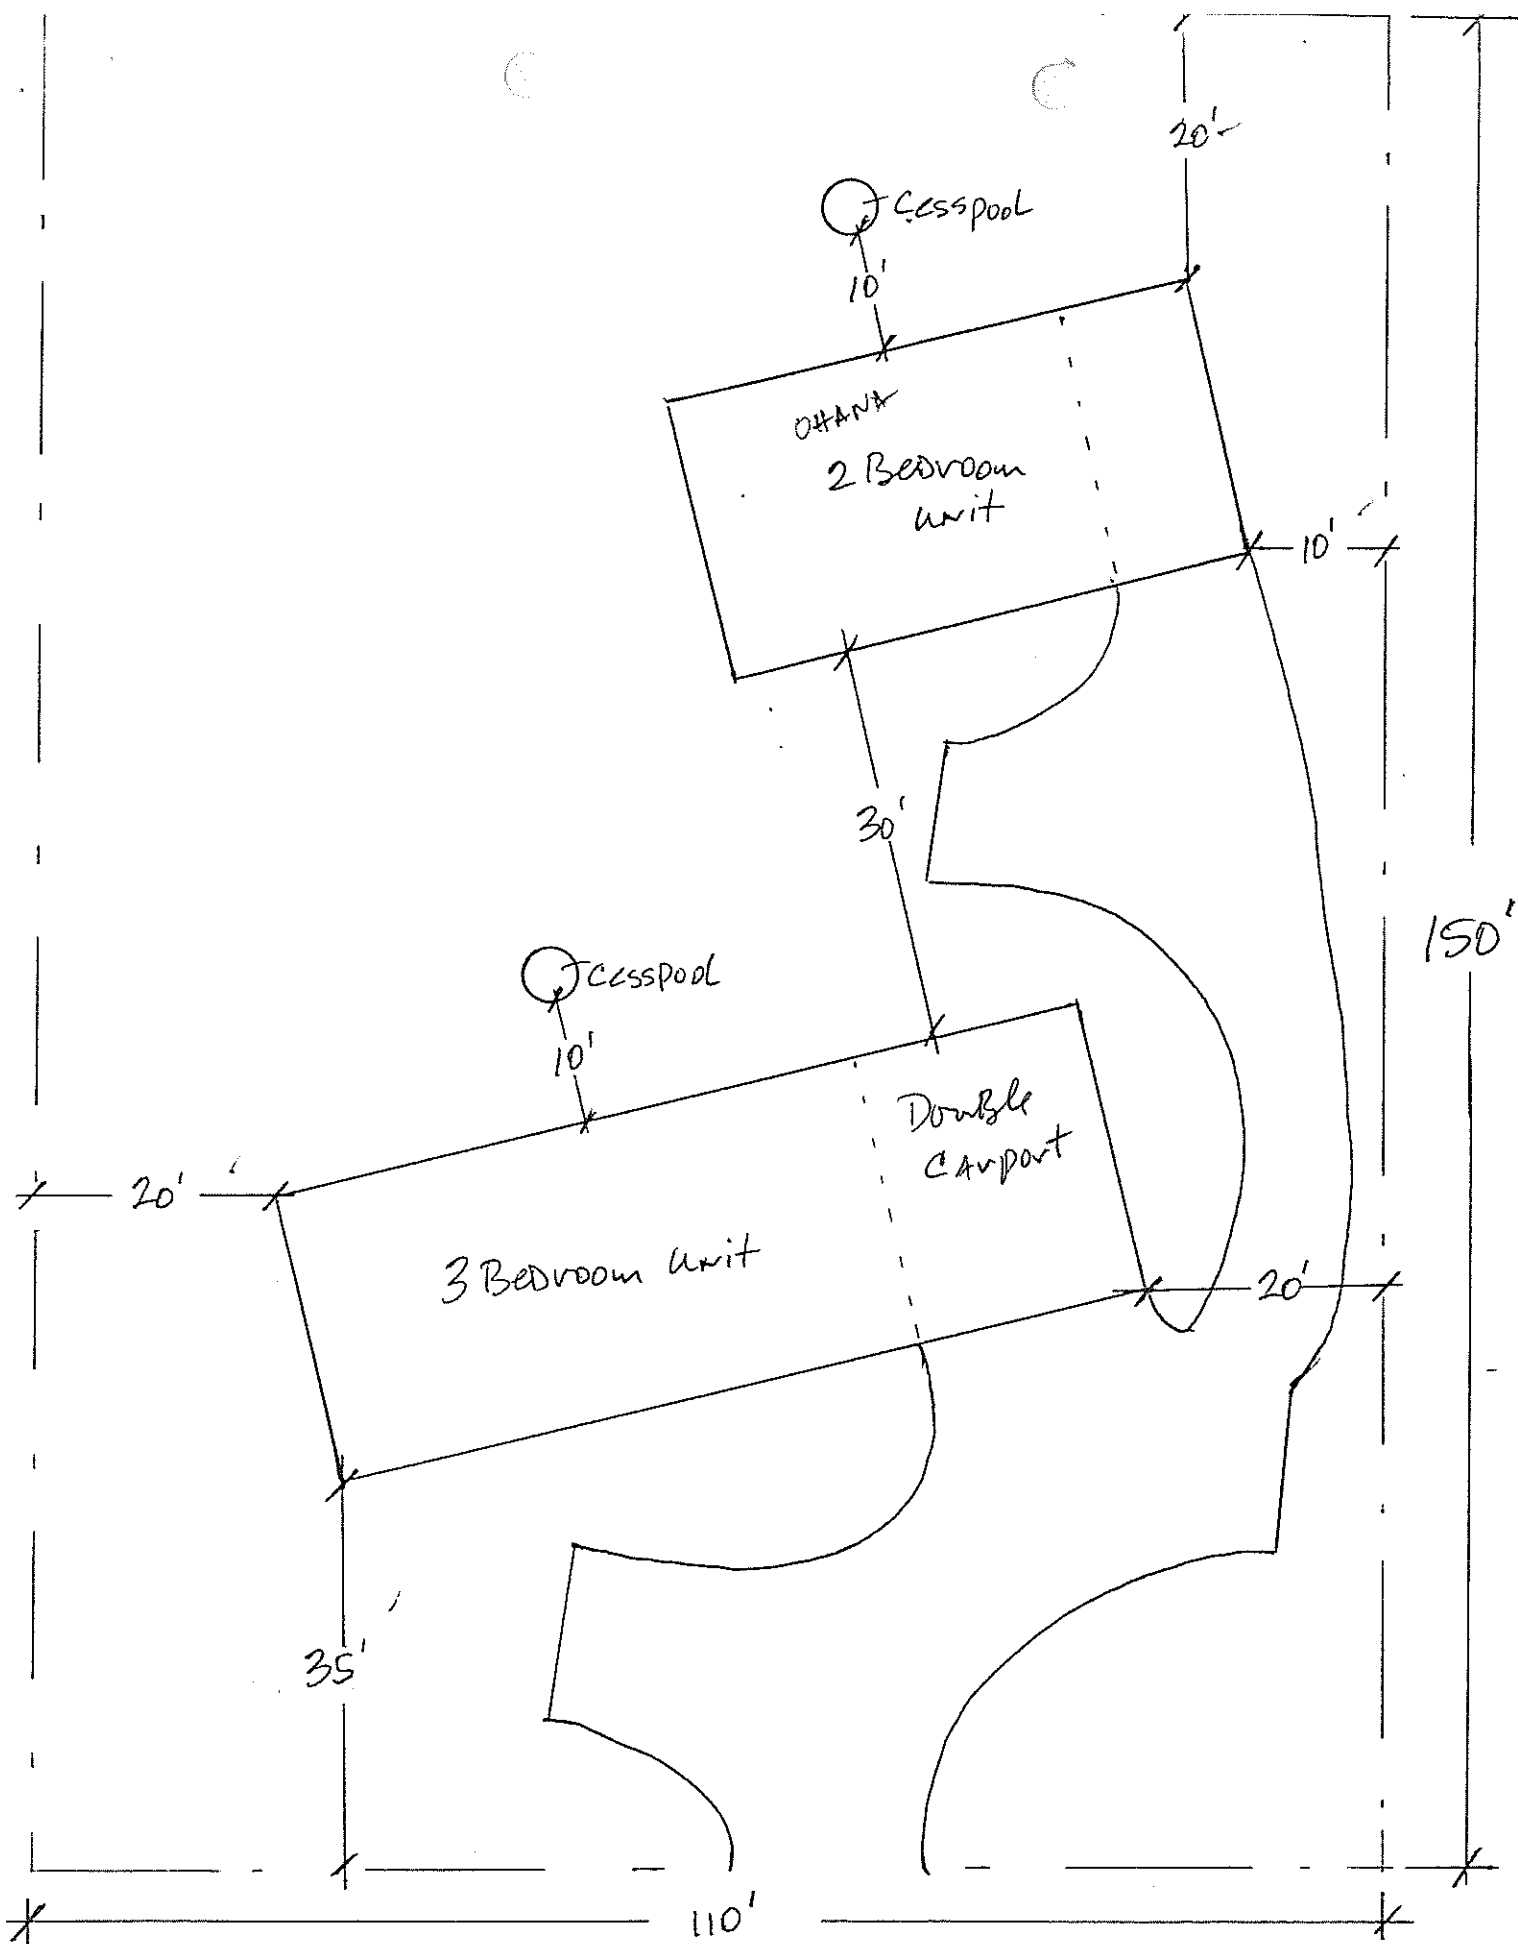 20'
Cesspool
10'
OHANA
2 Bedroom
unit
10'
30'
150'
Cesspool
10'
Double
Carport
20'
3 Bedroom unit
20'
35'
110'